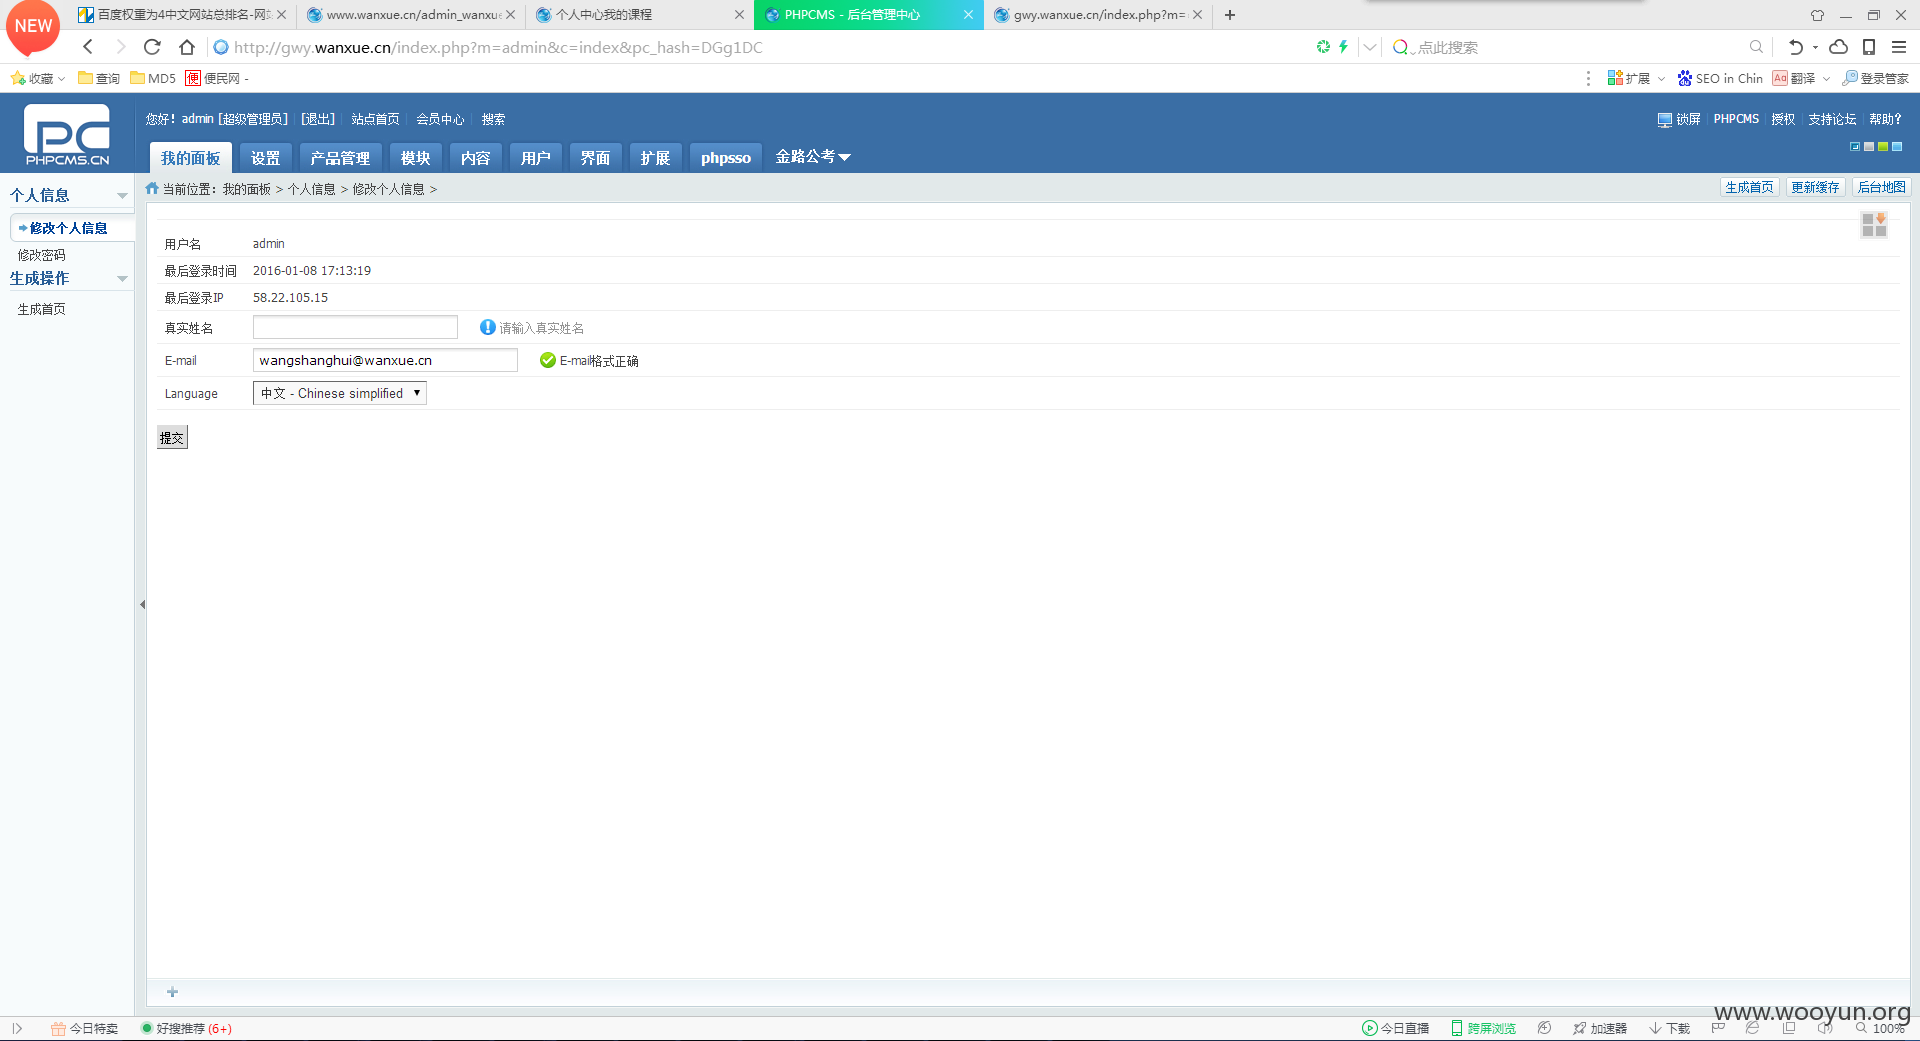 NEW
百度权重为4中文网站总排名-网站
www.wanxue.cn/admin_wanxue
个人中心我的课程
PHPCMS - 后台管理中心
gwy.wanxue.cn/index.php?m=
http://gwy.wanxue.cn/index.php?m=admin&c=index&pc_hash=DGg1DC
点此搜索
收藏 查询 MD5 便 便民网 -
扩展 SEO in Chin Aa 翻译 登录管家
PC
PHPCMS.CN
您好！admin [超级管理员] [退出] 站点首页 会员中心 搜索
锁屏 PHPCMS 授权 支持论坛 帮助?
我的面板 设置 产品管理 模块 内容 用户 界面 扩展 phpsso 金路公考
个人信息
修改个人信息
修改密码
生成操作
生成首页
当前位置：我的面板 > 个人信息 > 修改个人信息 >
生成首页 更新缓存 后台地图
用户名 admin
最后登录时间 2016-01-08 17:13:19
最后登录IP 58.22.105.15
真实姓名 请输入真实姓名
E-mail wangshanghui@wanxue.cn E-mail格式正确
Language 中文 - Chinese simplified
提交
www.wooyun.org
今日特卖 好搜推荐 (6+)
今日直播 跨屏浏览 加速器 下载 100%